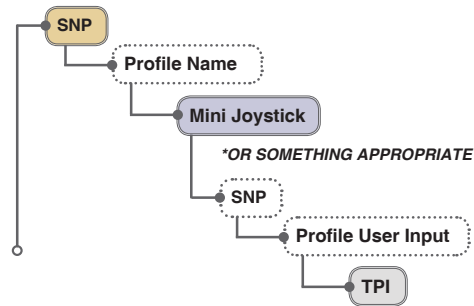 SNP
Profile Name
Mini Joystick
*OR SOMETHING APPROPRIATE
SNP
Profile User Input
TPI